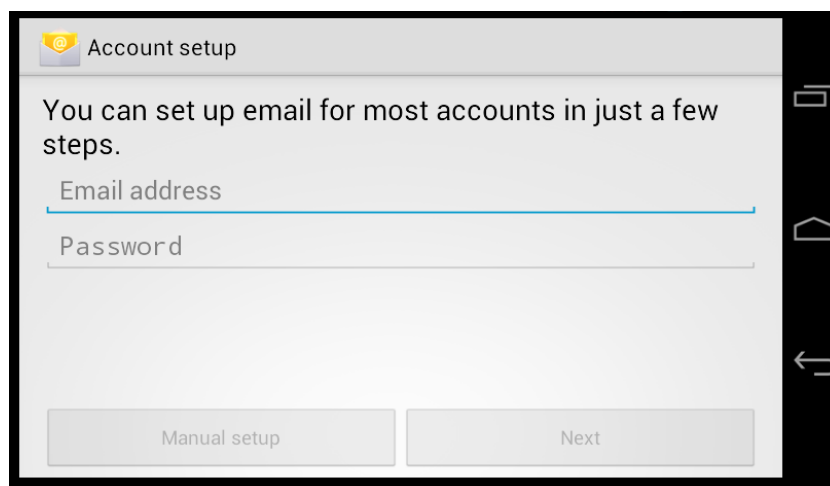 Account setup
You can set up email for most accounts in just a few
steps.
Email address
Password
Manual setup
Next